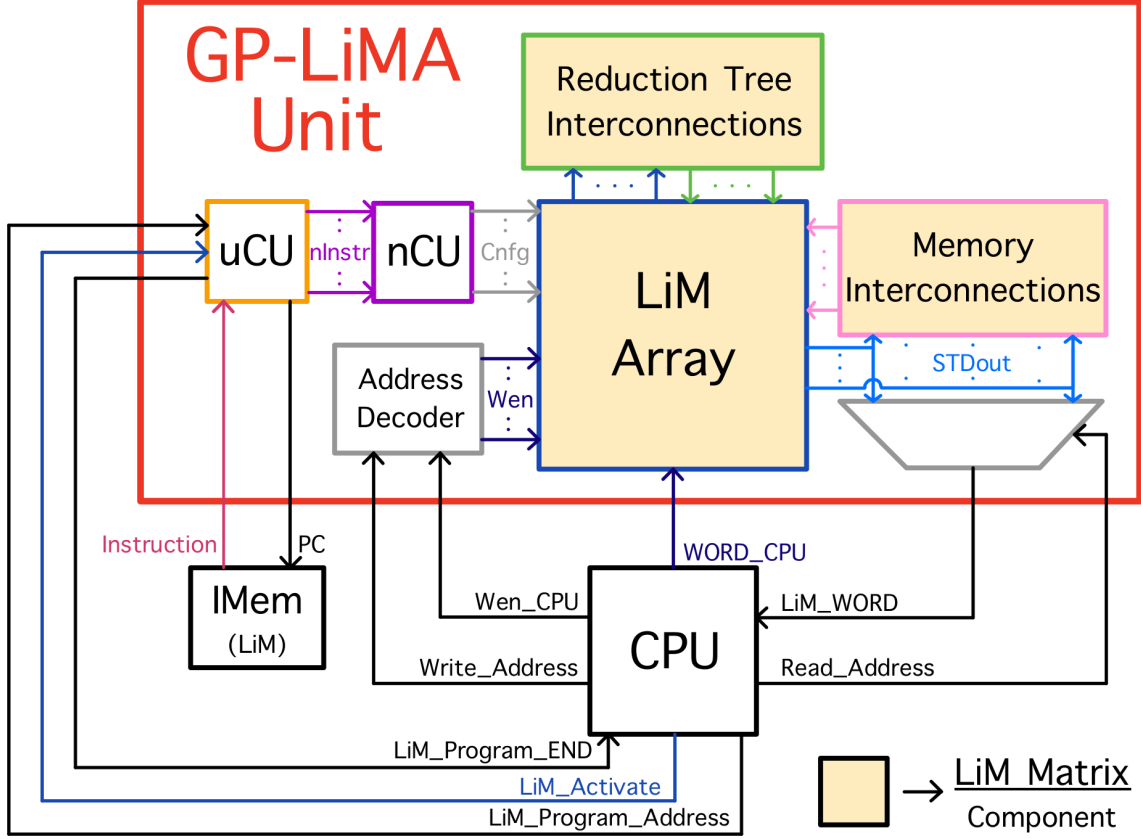 GP-LiMA
Unit
Reduction Tree
Interconnections
uCU
nInstr
nCU
Cnfg
LiM
Array
Memory
Interconnections
STDout
Address
Decoder
Wen
Instruction
PC
WORD_CPU
IMem
(LiM)
Wen_CPU
LiM_WORD
CPU
Write_Address
Read_Address
LiM_Program_END
LiM_Activate
LiM_Program_Address
LiM Matrix
Component